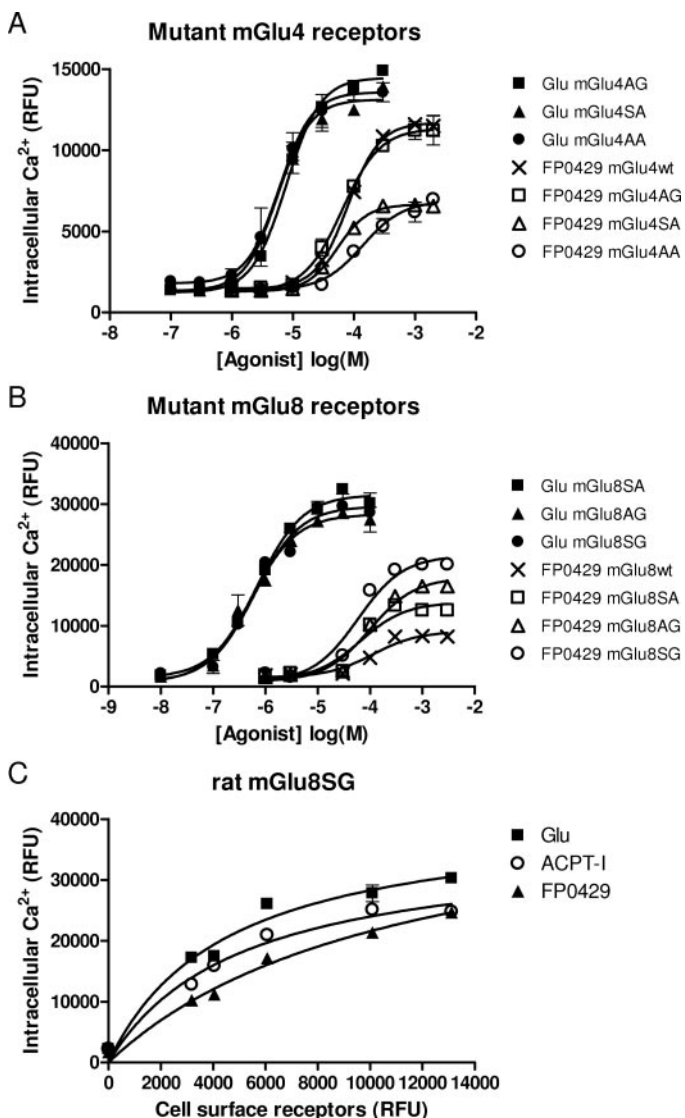 A
Mutant mGlu4 receptors
Intracellular Ca²⁺ (RFU)
15000
10000
5000
0
-8 -7 -6 -5 -4 -3 -2
[Agonist] log(M)
Glu mGlu4AG
Glu mGlu4SA
Glu mGlu4AA
FP0429 mGlu4wt
FP0429 mGlu4AG
FP0429 mGlu4SA
FP0429 mGlu4AA
B
Mutant mGlu8 receptors
Intracellular Ca²⁺ (RFU)
40000
30000
20000
10000
0
-9 -8 -7 -6 -5 -4 -3 -2
[Agonist] log(M)
Glu mGlu8SA
Glu mGlu8AG
Glu mGlu8SG
FP0429 mGlu8wt
FP0429 mGlu8SA
FP0429 mGlu8AG
FP0429 mGlu8SG
C
rat mGlu8SG
Intracellular Ca²⁺ (RFU)
40000
30000
20000
10000
0
0 2000 4000 6000 8000 10000 12000 14000
Cell surface receptors (RFU)
Glu
ACPT-I
FP0429